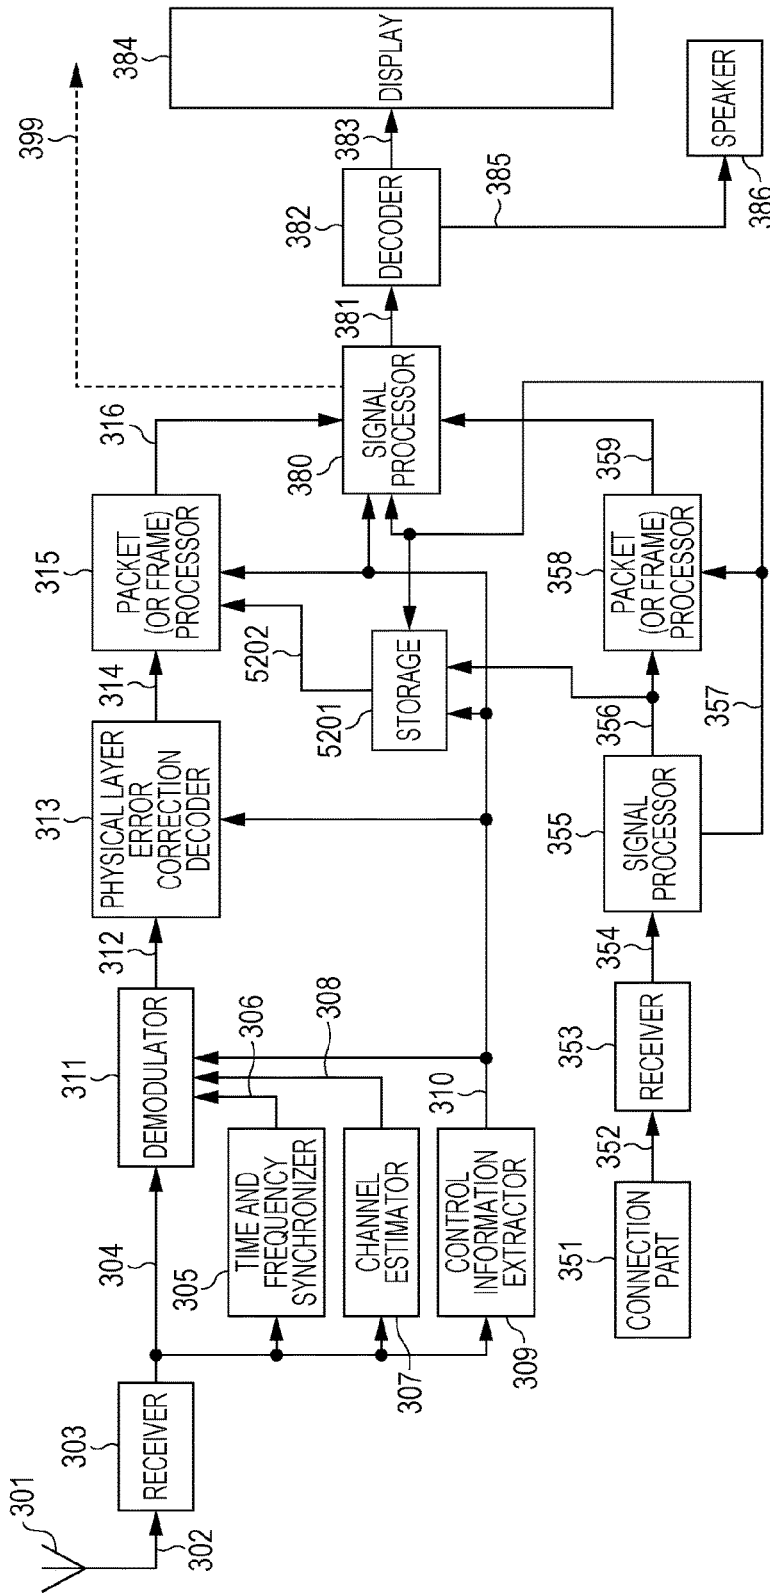 301
302
303
RECEIVER
304
305
TIME AND
FREQUENCY
SYNCHRONIZER
306
307
CHANNEL
ESTIMATOR
308
309
CONTROL
INFORMATION
EXTRACTOR
310
311
DEMODULATOR
312
313
PHYSICAL LAYER
ERROR
CORRECTION
DECODER
314
315
PACKET
(OR FRAME)
PROCESSOR
316
5201
STORAGE
5202
351
CONNECTION
PART
352
353
RECEIVER
354
355
SIGNAL
PROCESSOR
356
357
358
PACKET
(OR FRAME)
PROCESSOR
359
380
SIGNAL
PROCESSOR
381
382
DECODER
383
384
DISPLAY
385
386
SPEAKER
399